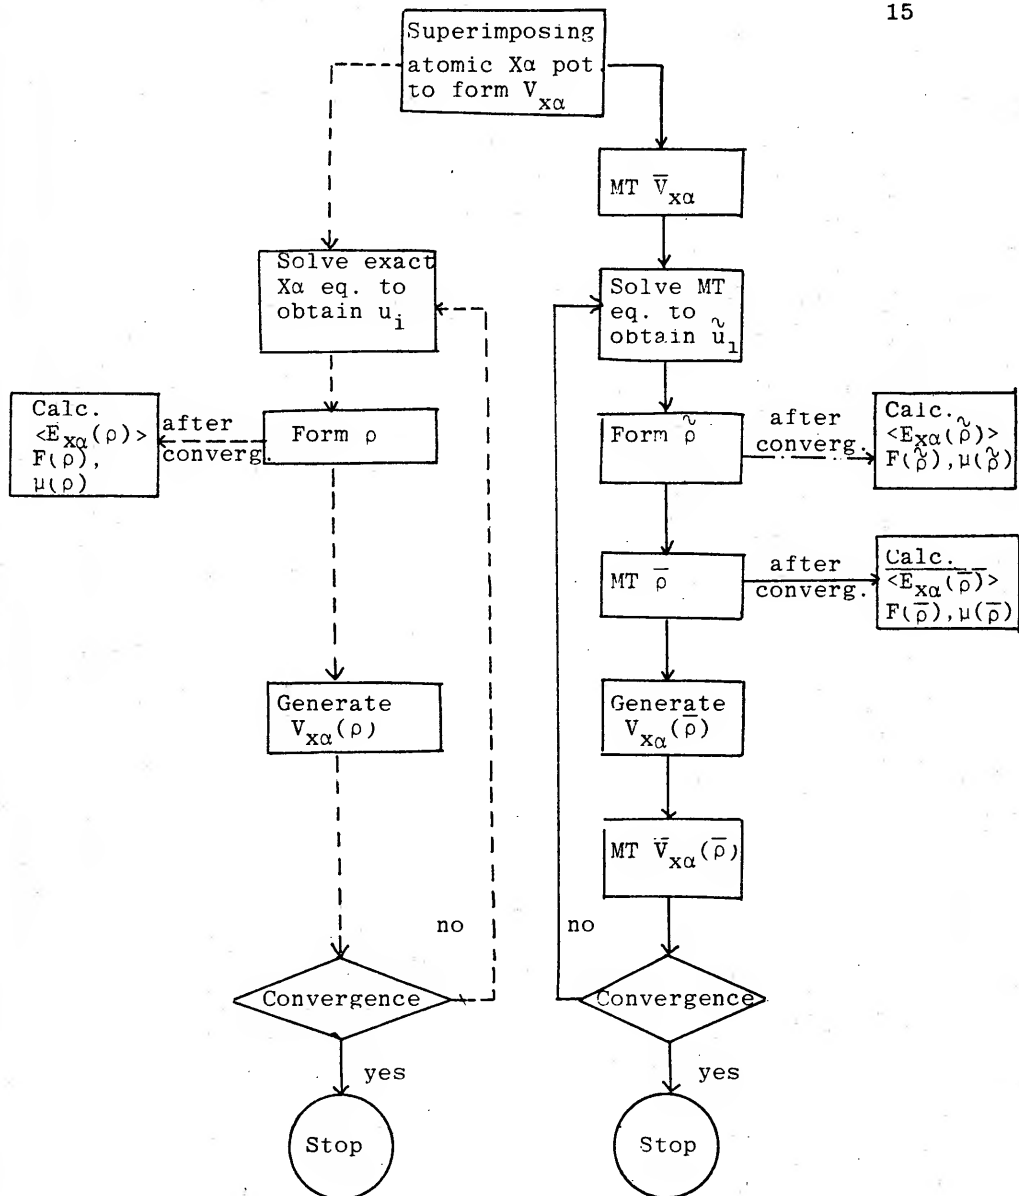 15
Superimposing
atomic Xα pot
to form V_xα
MT V̅_xα
Solve exact
Xα eq. to
obtain u_i
Solve MT
eq. to
obtain ũ_i
Calc.
<E_xα(ρ)>
F(ρ),
μ(ρ)
after
converg.
Form ρ
Form ρ̃
after
converg.
Calc.
<E_xα(ρ̃)>
F(ρ̃),μ(ρ̃)
MT ρ̅
after
converg.
Calc.
<E̅_xα(ρ̅)>
F(ρ̅),μ(ρ̅)
Generate
V_xα(ρ)
Generate
V_xα(ρ̅)
MT V̅_xα(ρ̅)
no
no
Convergence
Convergence
yes
yes
Stop
Stop